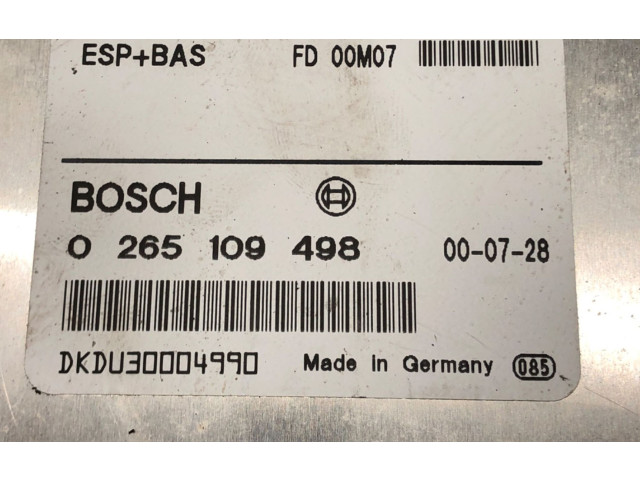 ESP+BAS FD 00M07
BOSCH
0 265 109 498 00-07-28
DKDU30004990 Made in Germany 085